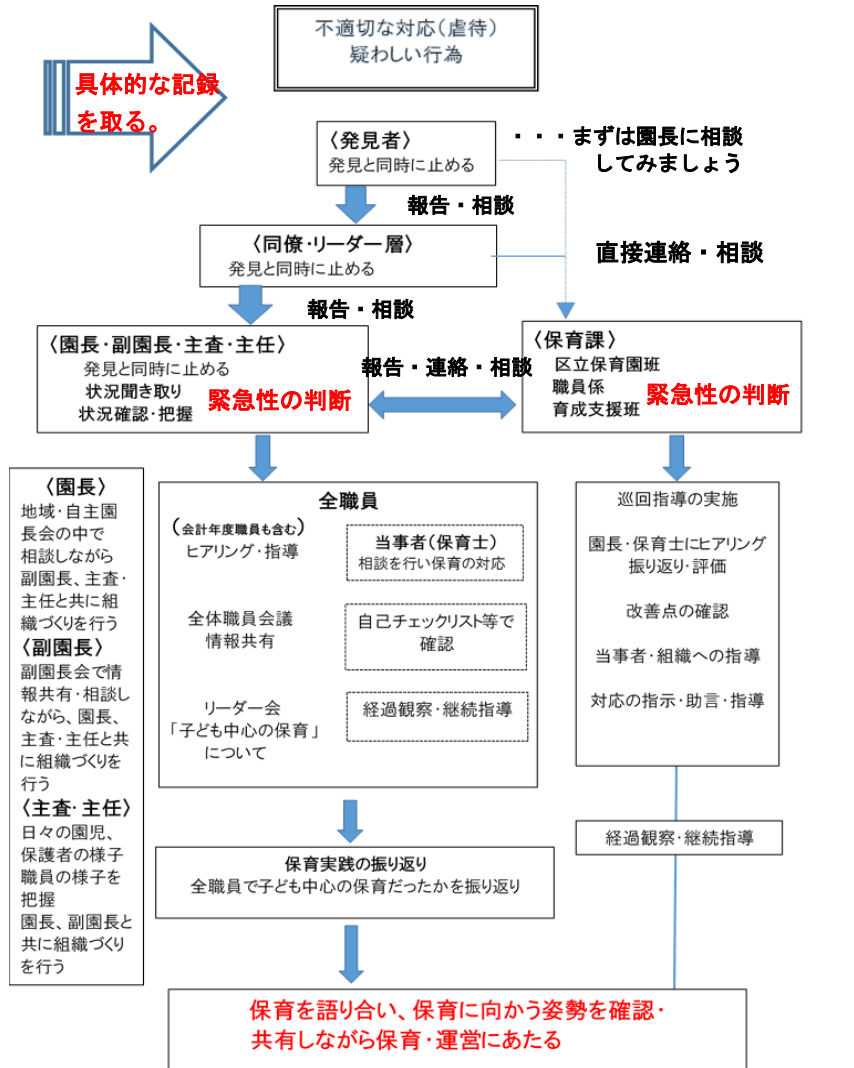 不適切な対応（虐待）
疑わしい行為
具体的な記録
を取る。
〈発見者〉
発見と同時に止める
・・・まずは園長に相談
してみましょう
報告・相談
〈同僚・リーダー層〉
発見と同時に止める
直接連絡・相談
報告・相談
〈園長・副園長・主査・主任〉
発見と同時に止める
状況聞き取り
状況確認・把握
緊急性の判断
報告・連絡・相談
〈保育課〉
区立保育園班
職員係
育成支援班
緊急性の判断
〈園長〉
地域・自主園
長会の中で
相談しながら
副園長、主査・
主任と共に組
織づくりを行う
〈副園長〉
副園長会で情
報共有・相談し
ながら、園長、
主査・主任と共
に組織づくりを
行う
〈主査・主任〉
日々の園児、
保護者の様子
職員の様子を
把握
園長、副園長と
共に組織づくり
を行う
全職員
（会計年度職員も含む）
ヒアリング・指導
当事者（保育士）
相談を行い保育の対応
全体職員会議
情報共有
自己チェックリスト等で
確認
リーダー会
「子ども中心の保育」
について
経過観察・継続指導
巡回指導の実施
園長・保育士にヒアリング
振り返り・評価
改善点の確認
当事者・組織への指導
対応の指示・助言・指導
経過観察・継続指導
保育実践の振り返り
全職員で子ども中心の保育だったかを振り返り
保育を語り合い、保育に向かう姿勢を確認・
共有しながら保育・運営にあたる